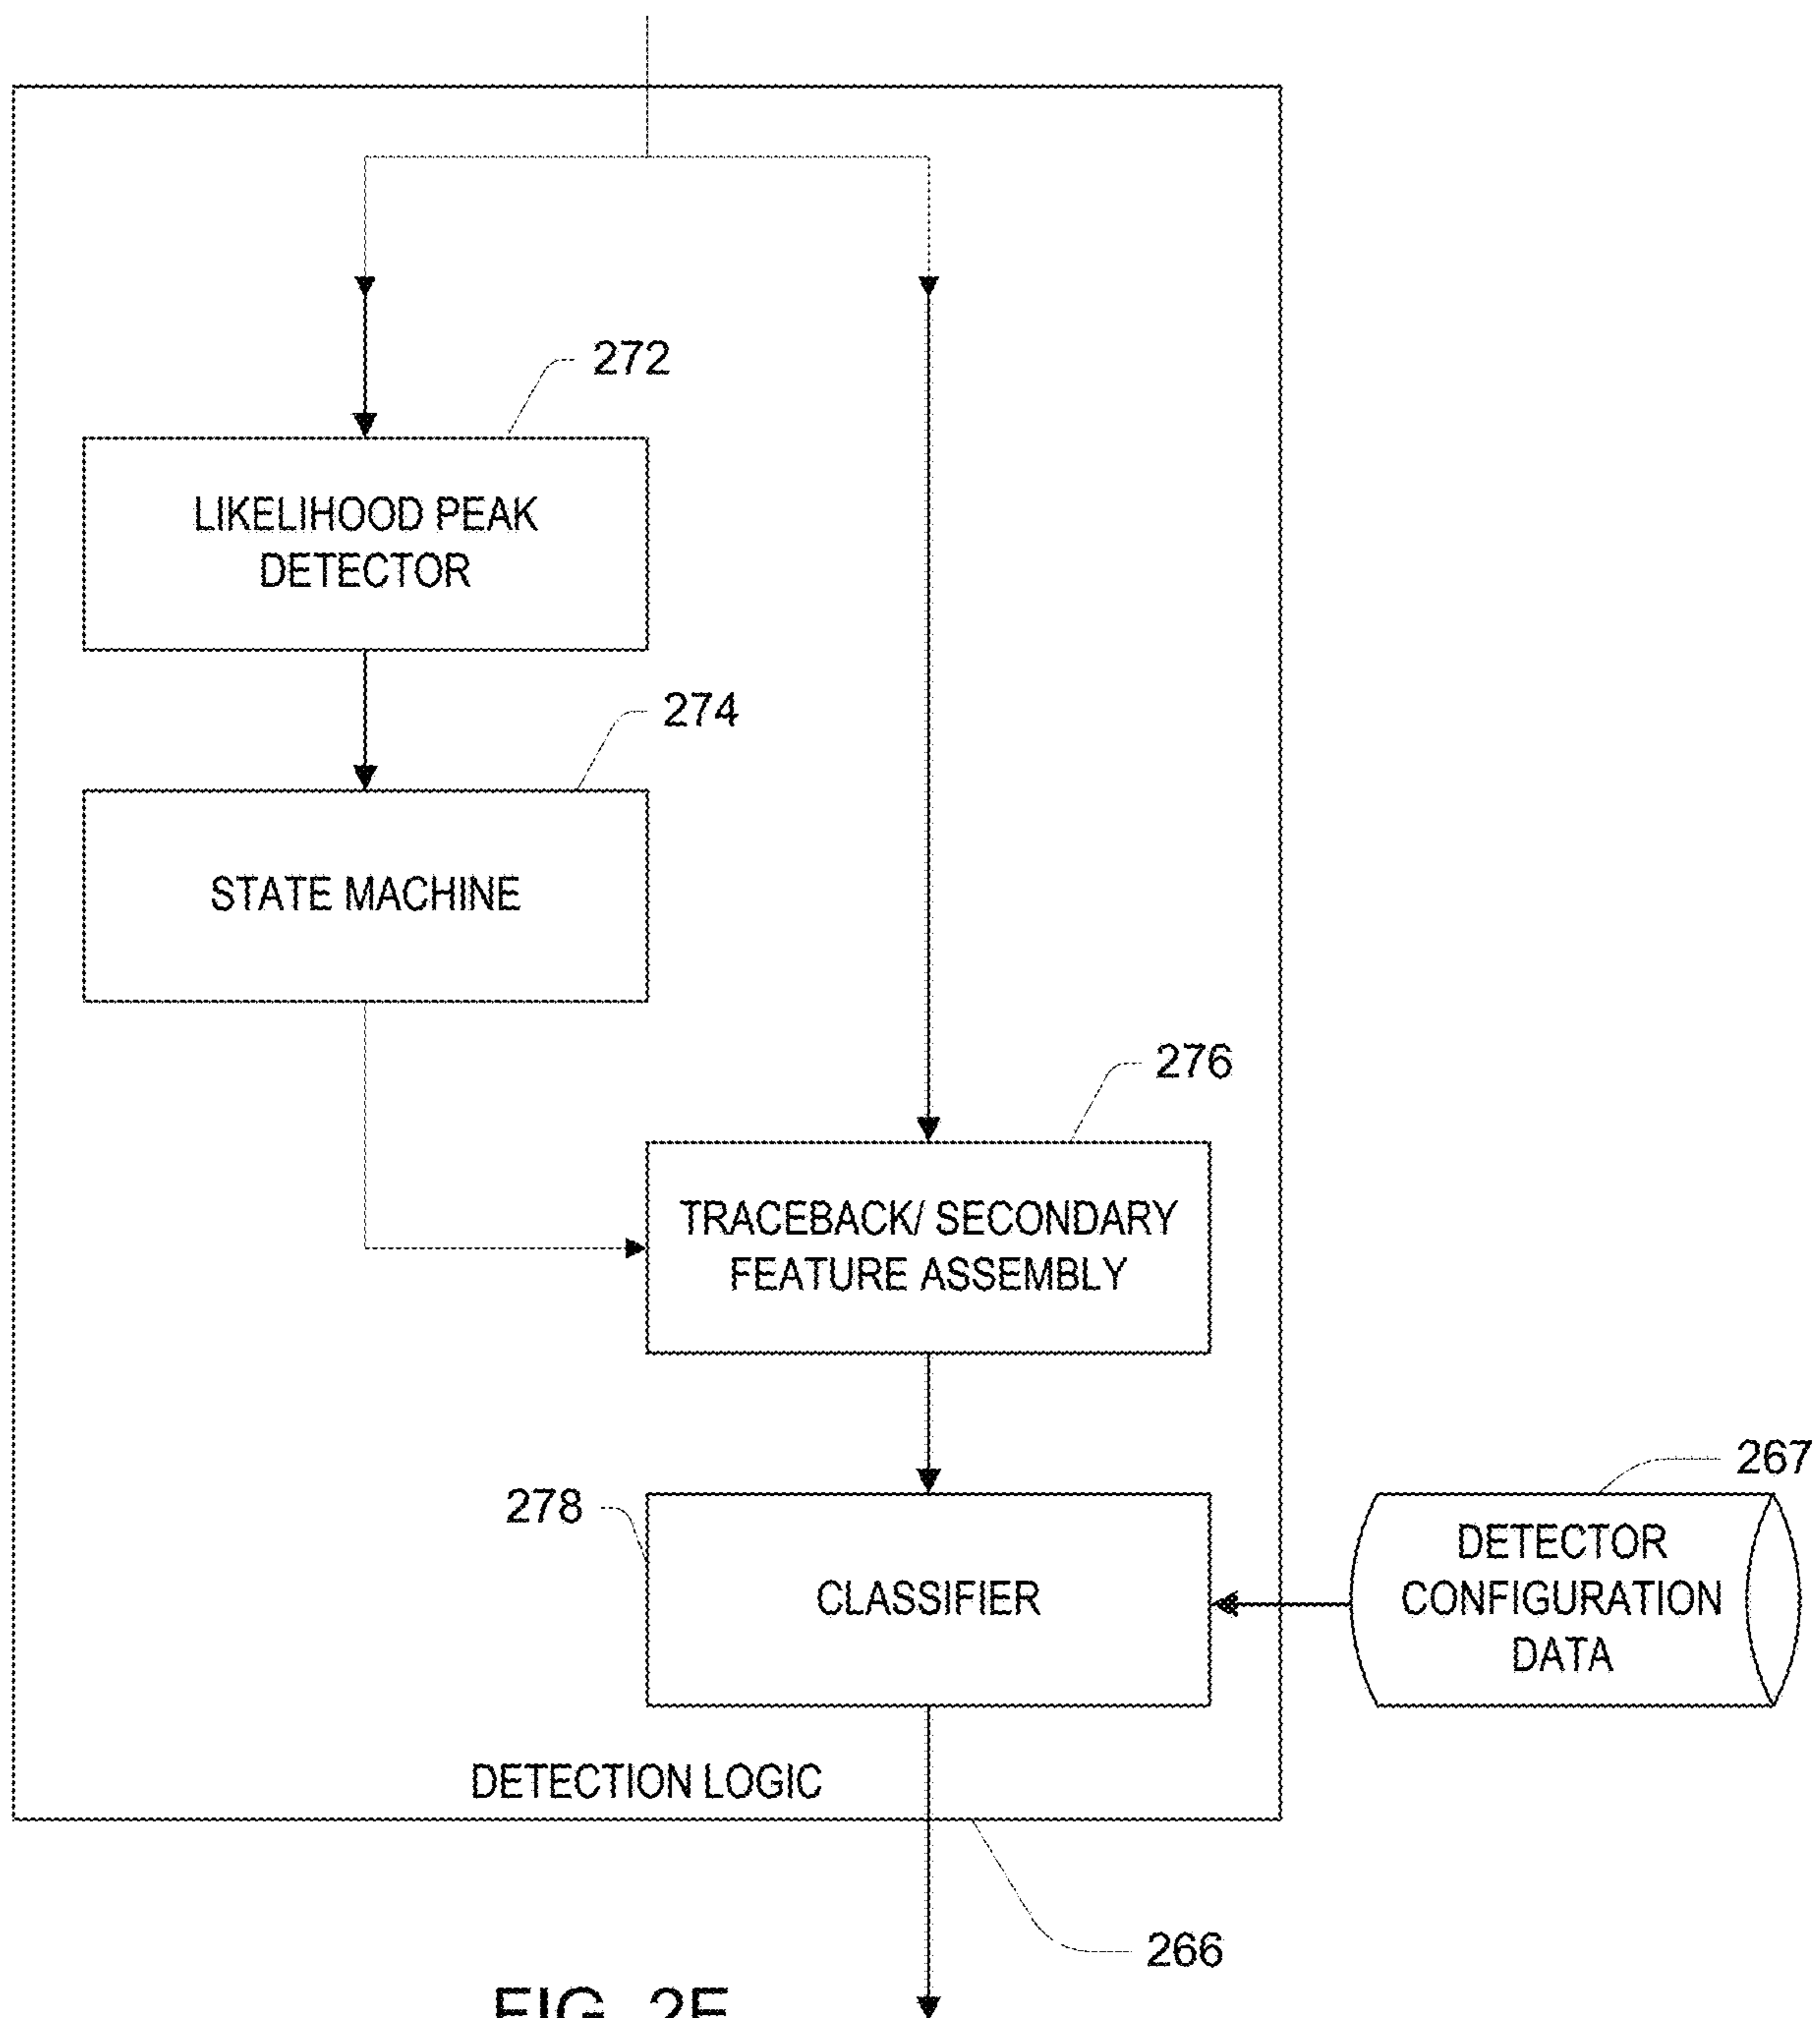 272
LIKELIHOOD PEAK
DETECTOR
274
STATE MACHINE
276
TRACEBACK/ SECONDARY
FEATURE ASSEMBLY
267
278
CLASSIFIER
DETECTOR
CONFIGURATION
DATA
DETECTION LOGIC
266
FIG.